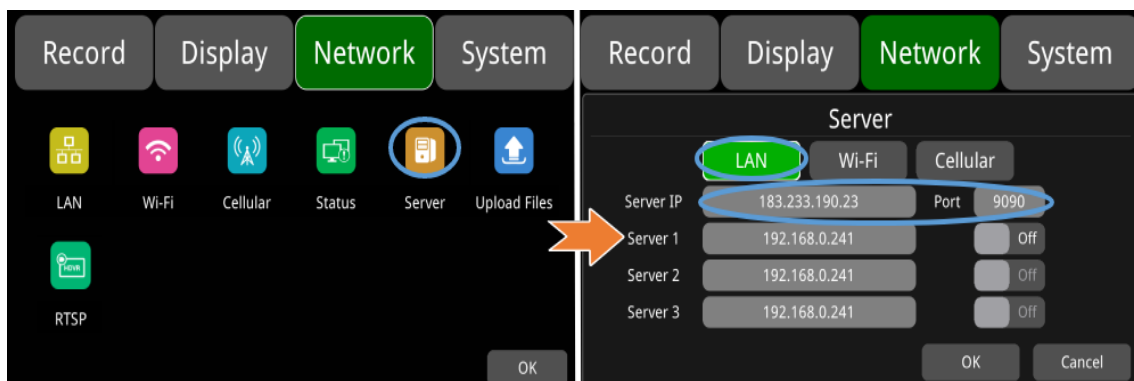 Record Display Network System
LAN Wi-Fi Cellular Status Server Upload Files
HDVR
RTSP
OK
Record Display Network System
Server
LAN Wi-Fi Cellular
Server IP 183.233.190.23 Port 9090
Server 1 192.168.0.241 Off
Server 2 192.168.0.241 Off
Server 3 192.168.0.241 Off
OK Cancel